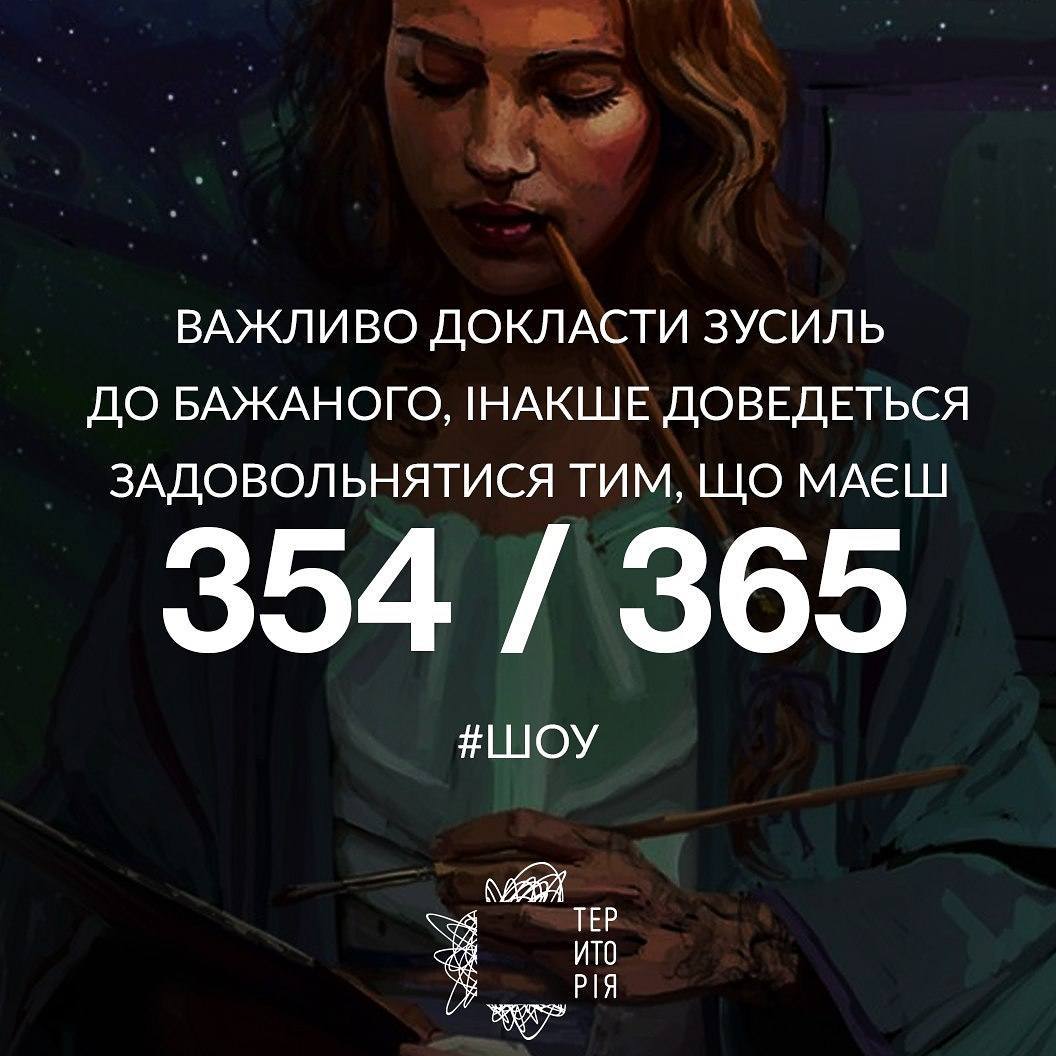 ВАЖЛИВО ДОКЛАСТИ ЗУСИЛЬ
ДО БАЖАНОГО, ІНАКШЕ ДОВЕДЕТЬСЯ
ЗАДОВОЛЬНЯТИСЯ ТИМ, ЩО МАЄШ
354 / 365
#ШОУ
ТЕР
ИТО
РІЯ